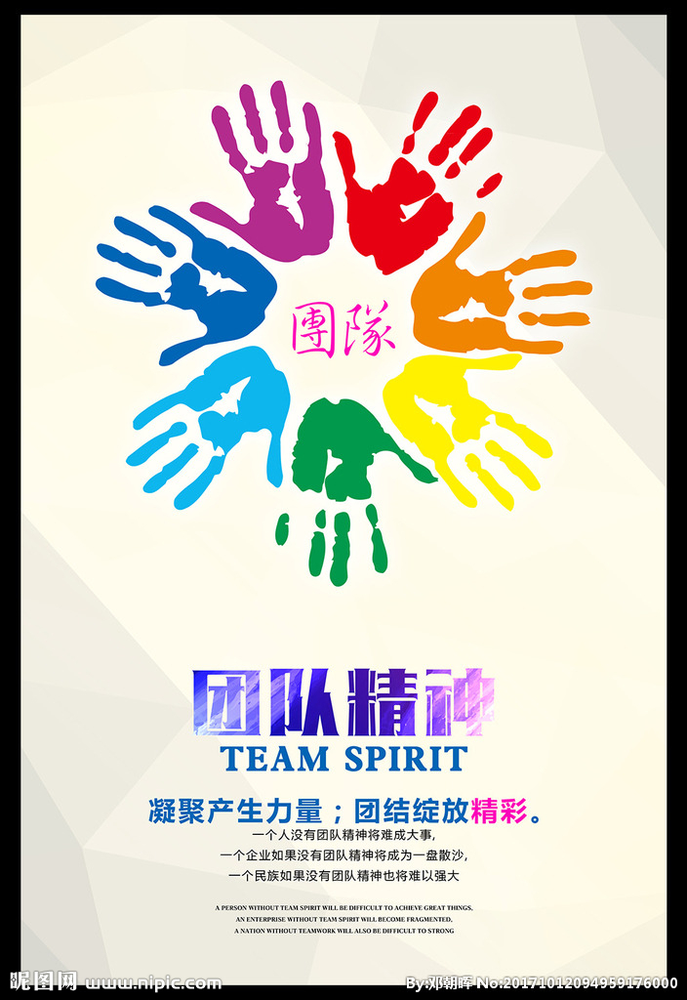 團隊
团队精神
TEAM SPIRIT
凝聚产生力量；团结绽放精彩。
一个人没有团队精神将难成大事,
一个企业如果没有团队精神将成为一盘散沙,
一个民族如果没有团队精神也将难以强大
A PERSON WITHOUT TEAM SPIRIT WILL BE DIFFICULT TO ACHIEVE GREAT THINGS,
AN ENTERPRISE WITHOUT TEAM SPIRIT WILL BECOME FRAGMENTED,
A NATION WITHOUT TEAMWORK WILL ALSO BE DIFFICULT TO STRONG
昵图网 www.nipic.com
By:邓朝晖 No:20171012094959176000